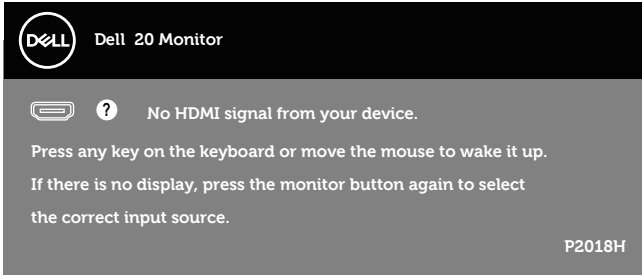 DELL
Dell 20 Monitor
? No HDMI signal from your device.
Press any key on the keyboard or move the mouse to wake it up.
If there is no display, press the monitor button again to select
the correct input source.
P2018H